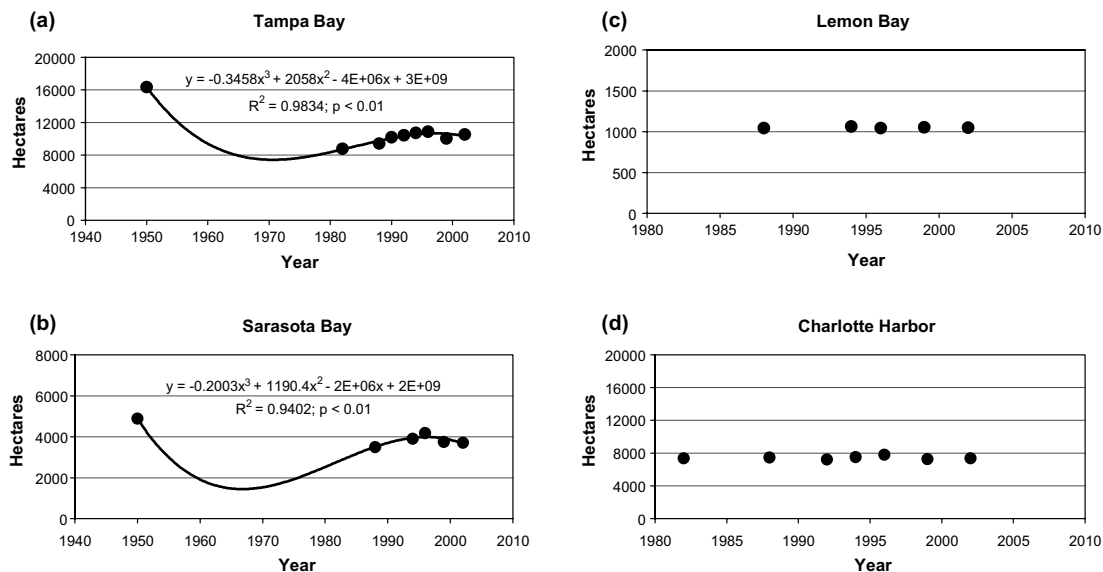 (a)
Tampa Bay
20000
16000
12000
8000
4000
0
Hectares
y = -0.3458x³ + 2058x² - 4E+06x + 3E+09
R² = 0.9834; p < 0.01
1940 1950 1960 1970 1980 1990 2000 2010
Year
(c)
Lemon Bay
2000
1500
1000
500
0
Hectares
1980 1985 1990 1995 2000 2005 2010
Year
(b)
Sarasota Bay
8000
6000
4000
2000
0
Hectares
y = -0.2003x³ + 1190.4x² - 2E+06x + 2E+09
R² = 0.9402; p < 0.01
1940 1950 1960 1970 1980 1990 2000 2010
Year
(d)
Charlotte Harbor
20000
16000
12000
8000
4000
0
Hectares
1980 1985 1990 1995 2000 2005 2010
Year